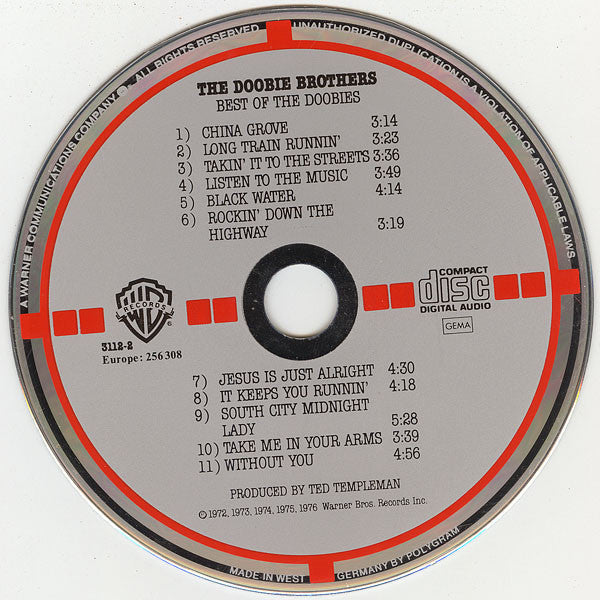 A WARNER COMMUNICATIONS COMPANY ℗. ALL RIGHTS RESERVED
UNAUTHORIZED DUPLICATION IS A VIOLATION OF APPLICABLE LAWS
THE DOOBIE BROTHERS
BEST OF THE DOOBIES
1) CHINA GROVE 3:14
2) LONG TRAIN RUNNIN' 3:23
3) TAKIN' IT TO THE STREETS 3:36
4) LISTEN TO THE MUSIC 3:49
5) BLACK WATER 4:14
6) ROCKIN' DOWN THE
HIGHWAY 3:19
WB
RECORDS
®
3112-2
Europe: 256 308
COMPACT
disc
DIGITAL AUDIO
GEMA
7) JESUS IS JUST ALRIGHT 4:30
8) IT KEEPS YOU RUNNIN' 4:18
9) SOUTH CITY MIDNIGHT
LADY 5:28
10) TAKE ME IN YOUR ARMS 3:39
11) WITHOUT YOU 4:56
PRODUCED BY TED TEMPLEMAN
℗ 1972, 1973, 1974, 1975, 1976 Warner Bros. Records Inc.
MADE IN WEST GERMANY BY POLYGRAM